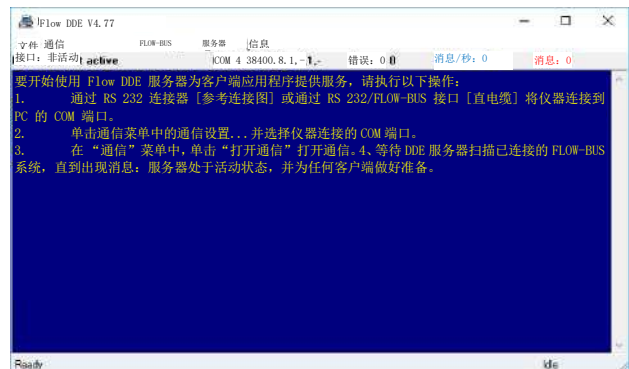 Flow DDE V4.77
文件 通信 FLOW-BUS 服务器 信息
接口：非活动 t active COM 4 38400.8.1,-1,- 错误：0 0 消息/秒：0 消息：0
要开始使用 Flow DDE 服务器为客户端应用程序提供服务，请执行以下操作：
1. 通过 RS 232 连接器［参考连接图］或通过 RS 232/FLOW-BUS 接口［直电缆］将仪器连接到
PC 的 COM 端口。
2. 单击通信菜单中的通信设置...并选择仪器连接的 COM 端口。
3. 在 “通信” 菜单中，单击 “打开通信” 打开通信。4、等待 DDE 服务器扫描已连接的 FLOW-BUS
系统，直到出现消息：服务器处于活动状态，并为任何客户端做好准备。
Ready Idle